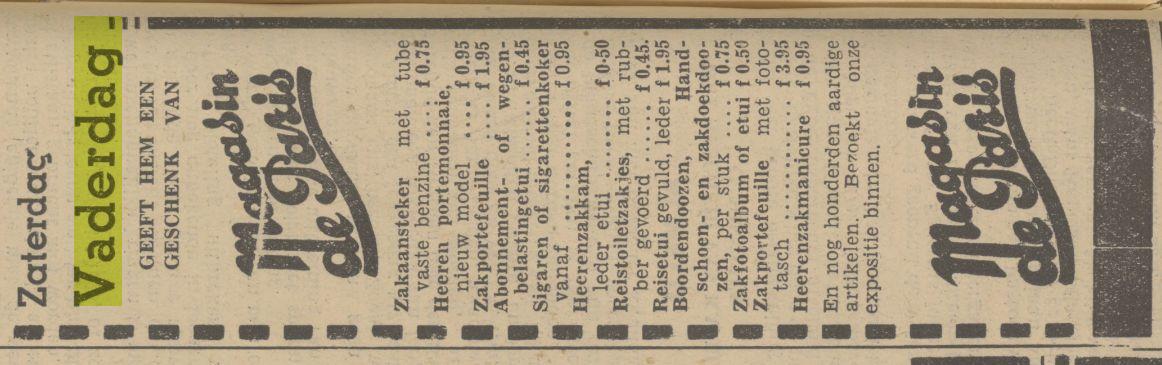 Zaterdag
Vaderdag -
GEEFT HEM EEN
GESCHENK VAN
Magasin
de Paris
Zakaansteker met tube
vaste benzine .... f 0.75
Heeren portemonnaie,
nieuw model .... f 0.95
Zakportefeuille .... f 1.95
Abonnement- of wegen-
belastingetui ...... f 0.45
Sigaren of sigarettenkoker
vanaf ............ f 0.95
Heerenzakkam,
leder etui ........ f 0.50
Reistoiletzakjes, met rub-
ber gevoerd ...... f 0.45.
Reisetui gevuld, leder f 1.95
Boordendoozen, Hand-
schoen- en zakdoekdoo-
zen, per stuk .... f 0.75
Zakfotoalbum of etui f 0.50
Zakportefeuille met foto-
tasch ............ f 3.95
Heerenzakmanicure f 0.95
En nog honderden aardige
artikelen. Bezoekt onze
expositie binnen.
Magasin
de Paris